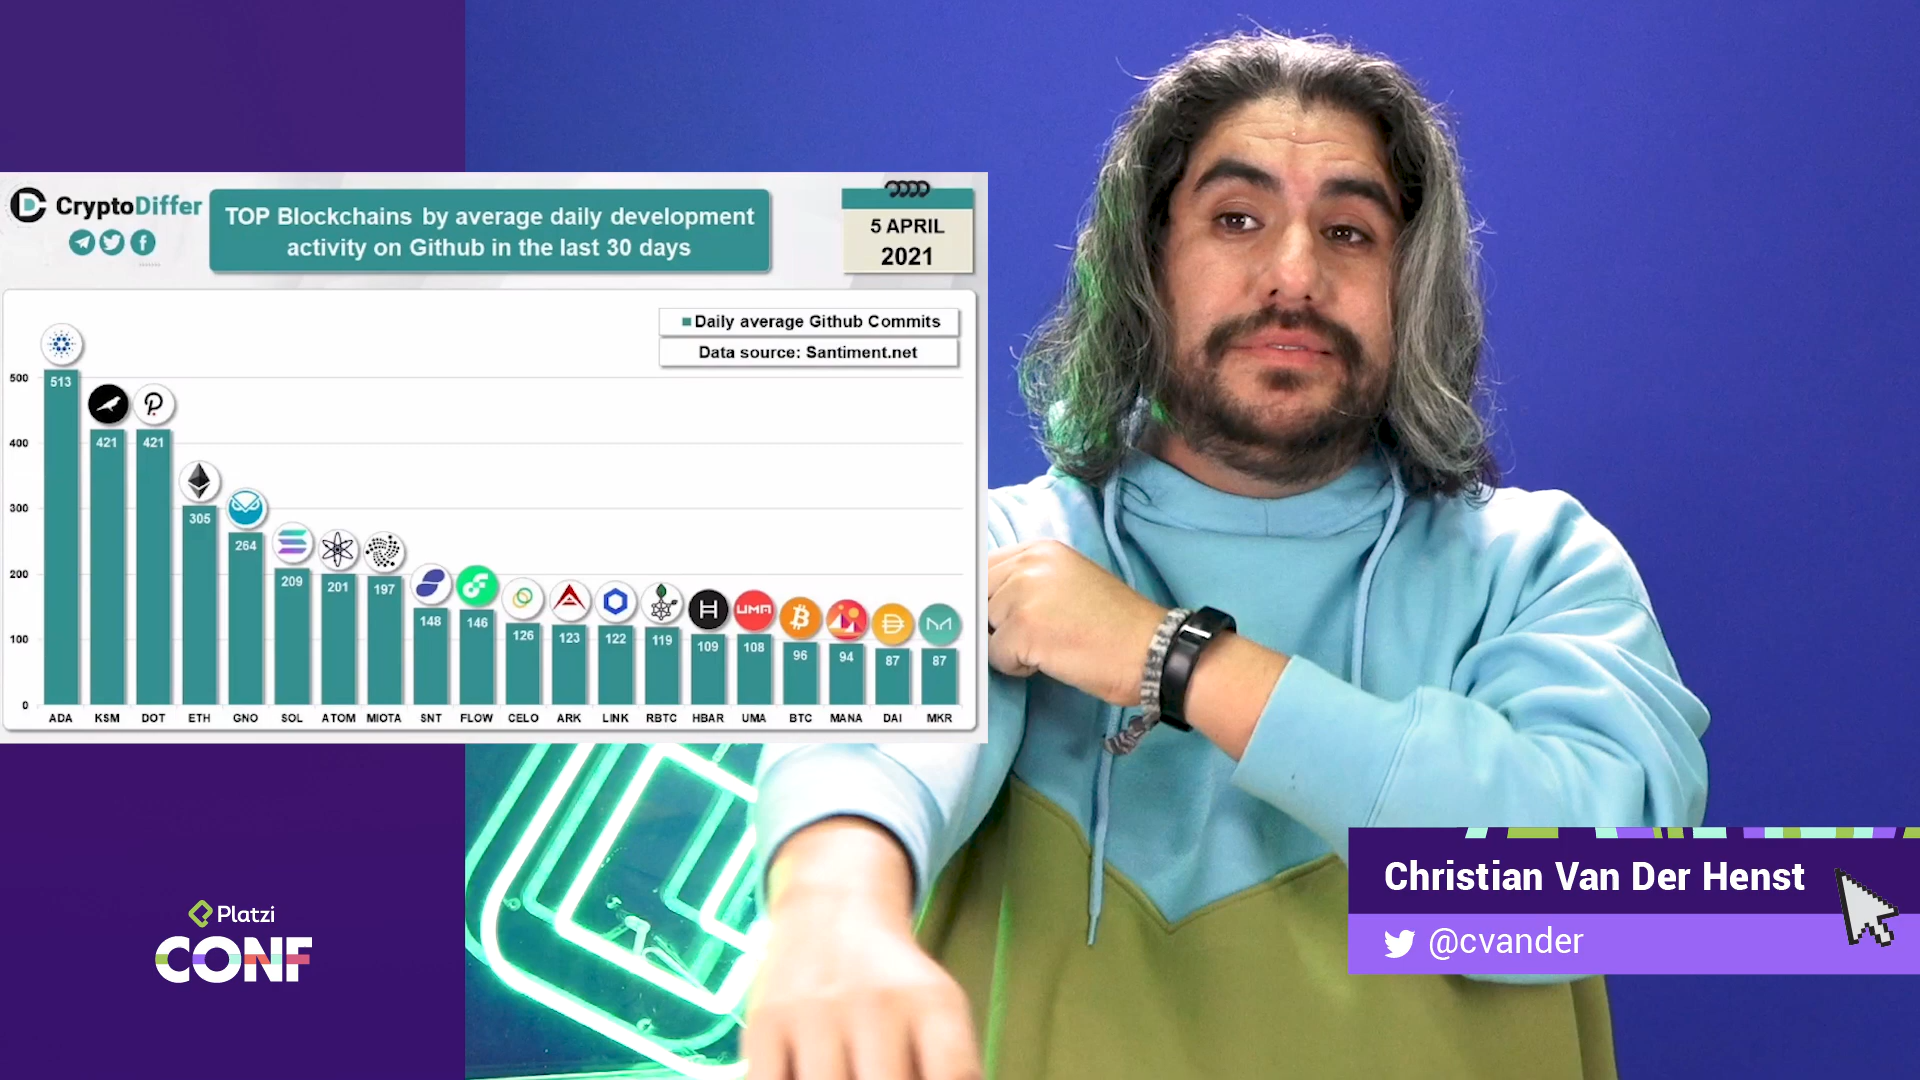 CryptoDiffer
TOP Blockchains by average daily development
activity on Github in the last 30 days
5 APRIL
2021
Daily average Github Commits
Data source: Santiment.net
500
400
300
200
100
0
513
421
421
305
264
209
201
197
148
146
126
123
122
119
109
108
96
94
87
87
UMA
ADA
KSM
DOT
ETH
GNO
SOL
ATOM
MIOTA
SNT
FLOW
CELO
ARK
LINK
RBTC
HBAR
UMA
BTC
MANA
DAI
MKR
Platzi
CONF
Christian Van Der Henst
@cvander